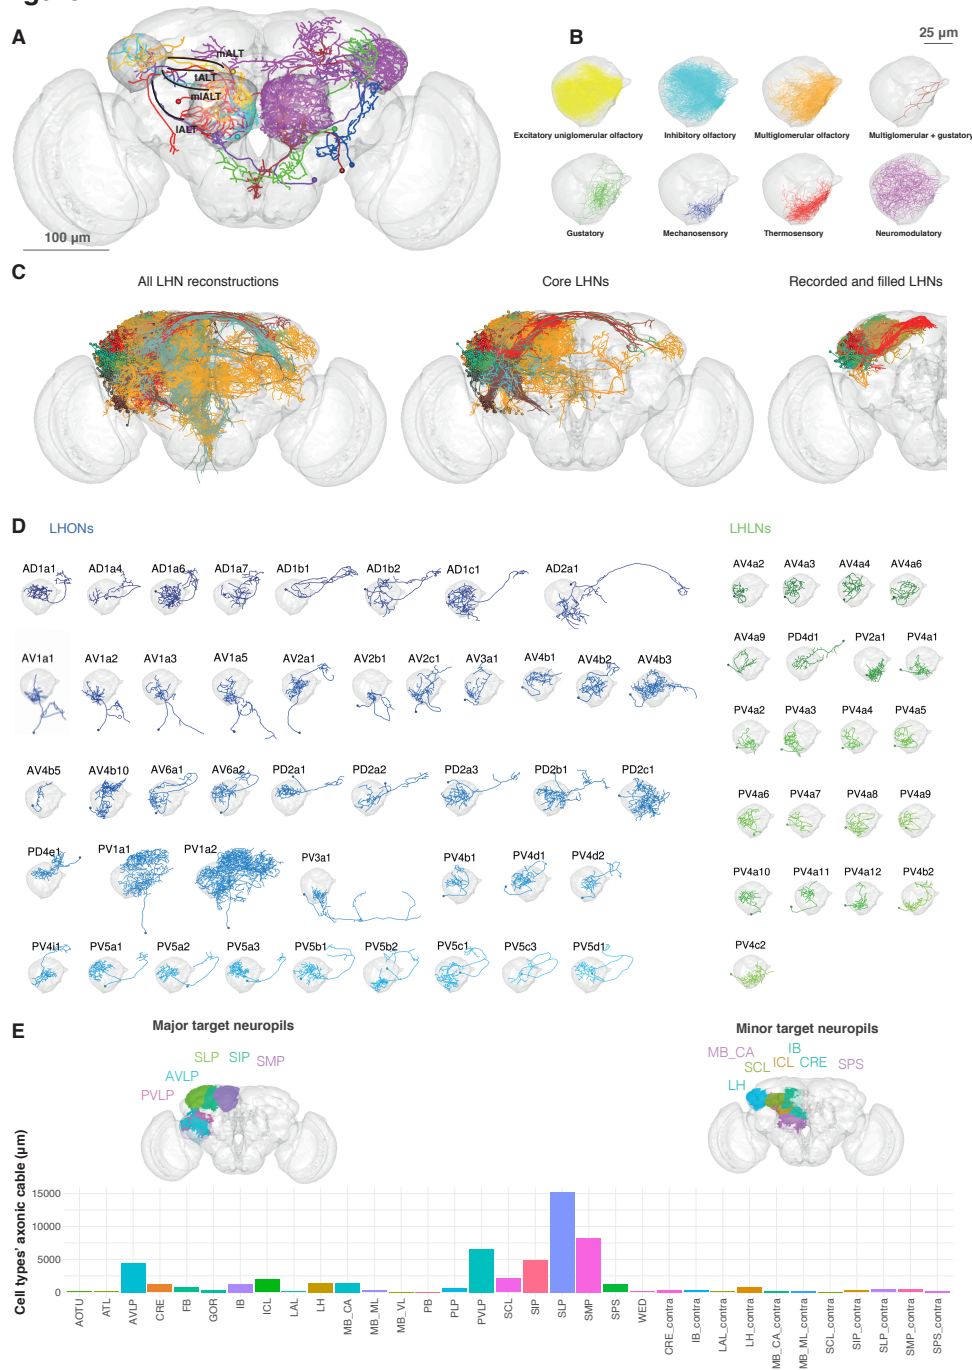 A
mALT
tALT
mlALT
lALT
100 µm
B
25 µm
Excitatory uniglomerular olfactory
Inhibitory olfactory
Multiglomerular olfactory
Multiglomerular + gustatory
Gustatory
Mechanosensory
Thermosensory
Neuromodulatory
C
All LHN reconstructions
Core LHNs
Recorded and filled LHNs
D
LHONs
AD1a1 AD1a4 AD1a6 AD1a7 AD1b1 AD1b2 AD1c1 AD2a1
AV1a1 AV1a2 AV1a3 AV1a5 AV2a1 AV2b1 AV2c1 AV3a1 AV4b1 AV4b2 AV4b3
AV4b5 AV4b10 AV6a1 AV6a2 PD2a1 PD2a2 PD2a3 PD2b1 PD2c1
PD4e1 PV1a1 PV1a2 PV3a1 PV4b1 PV4d1 PV4d2
PV4i1 PV5a1 PV5a2 PV5a3 PV5b1 PV5b2 PV5c1 PV5c3 PV5d1
LHLNs
AV4a2 AV4a3 AV4a4 AV4a6
AV4a9 PD4d1 PV2a1 PV4a1
PV4a2 PV4a3 PV4a4 PV4a5
PV4a6 PV4a7 PV4a8 PV4a9
PV4a10 PV4a11 PV4a12 PV4b2
PV4c2
E
Major target neuropils
SLP SIP SMP
AVLP
PVLP
Minor target neuropils
MB_CA
IB
SCL
ICL
CRE
SPS
LH
Cell types' axonic cable (µm)
15000
10000
5000
0
AOTU
ATL
AVLP
CRE
FB
GOR
IB
ICL
LAL
LH
MB_CA
MB_ML
MB_VL
PB
PLP
PVLP
SCL
SIP
SLP
SMP
SPS
WED
CRE_contra
IB_contra
LAL_contra
LH_contra
MB_CA_contra
MB_ML_contra
SCL_contra
SIP_contra
SLP_contra
SMP_contra
SPS_contra